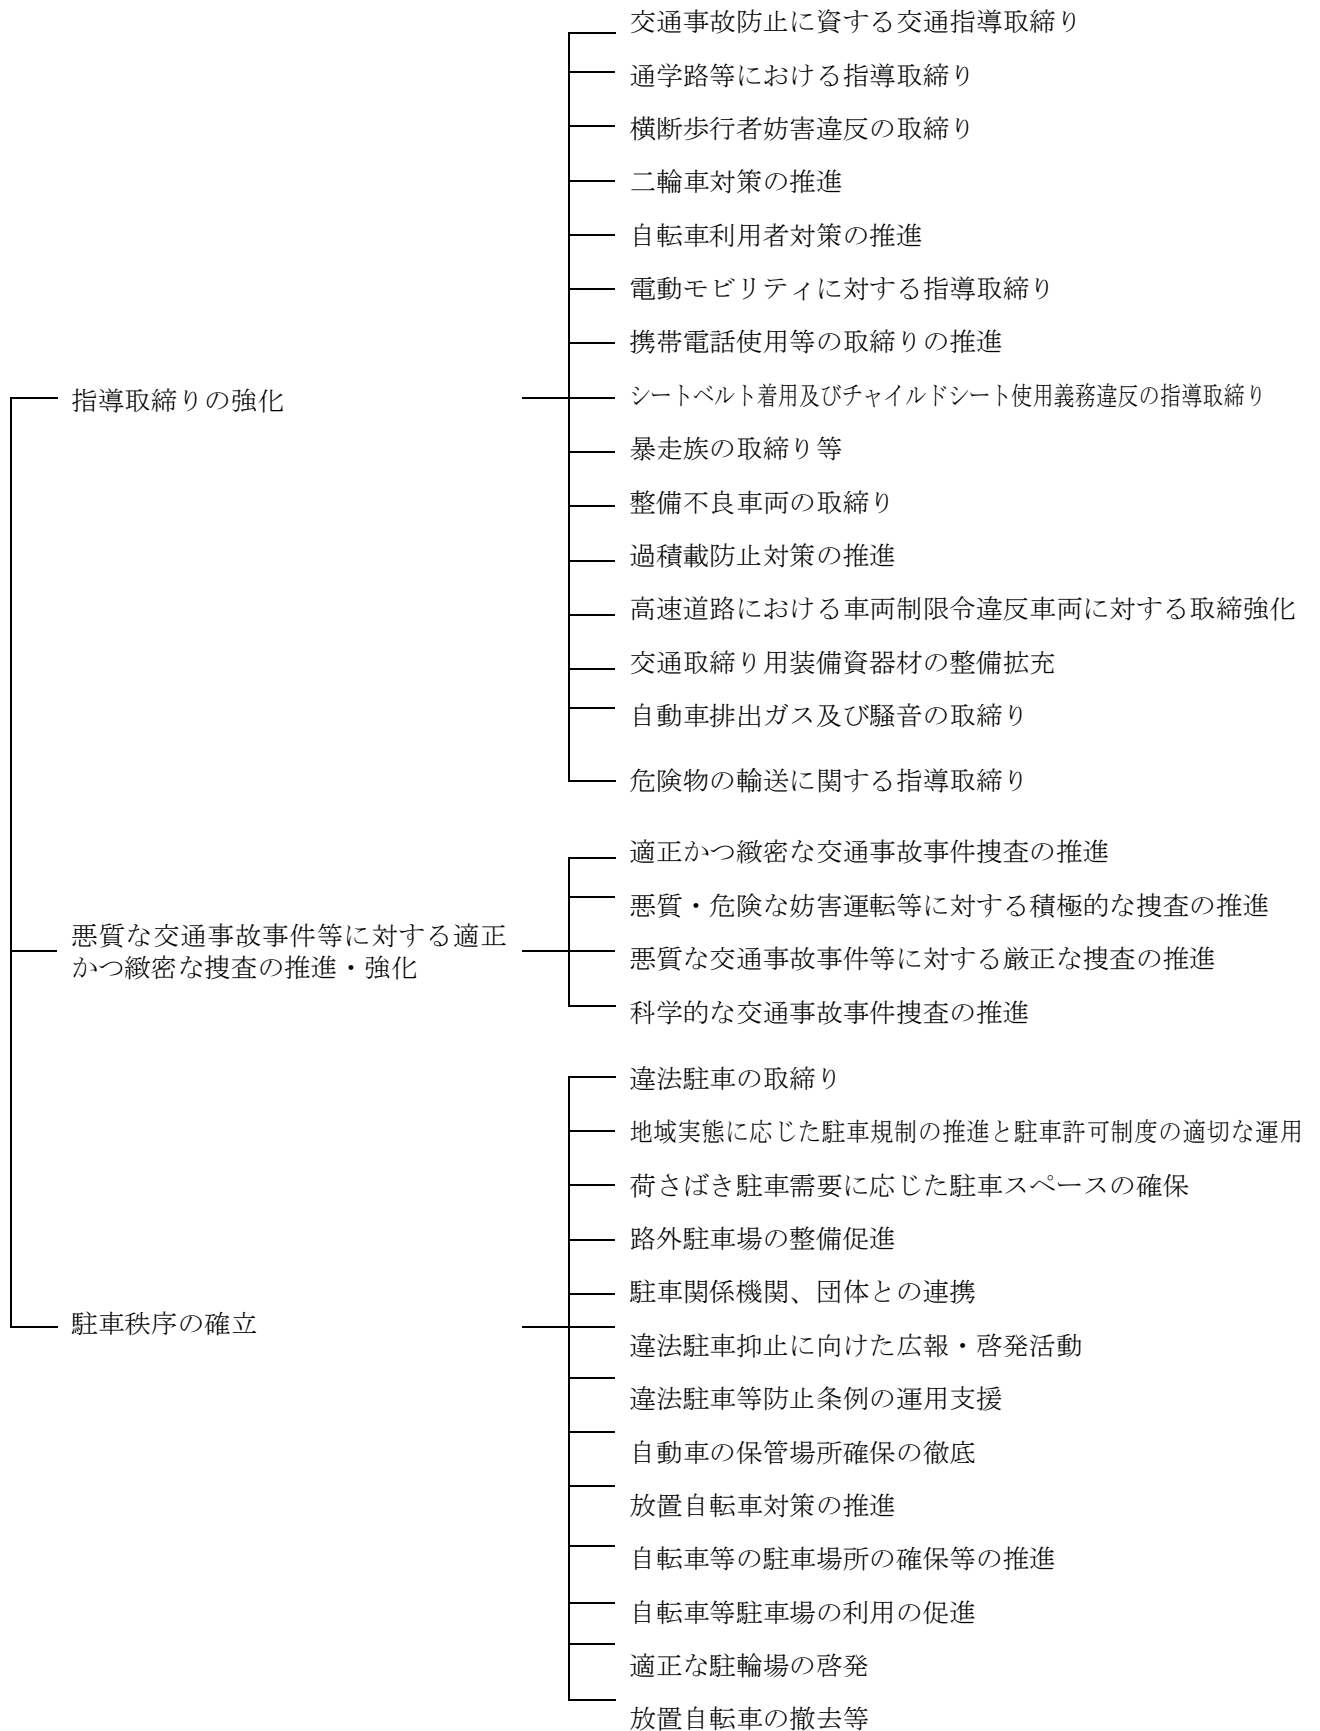 指導取締りの強化
交通事故防止に資する交通指導取締り
通学路等における指導取締り
横断歩行者妨害違反の取締り
二輪車対策の推進
自転車利用者対策の推進
電動モビリティに対する指導取締り
携帯電話使用等の取締りの推進
シートベルト着用及びチャイルドシート使用義務違反の指導取締り
暴走族の取締り等
整備不良車両の取締り
過積載防止対策の推進
高速道路における車両制限令違反車両に対する取締強化
交通取締り用装備資器材の整備拡充
自動車排出ガス及び騒音の取締り
危険物の輸送に関する指導取締り
悪質な交通事故事件等に対する適正
かつ緻密な捜査の推進・強化
適正かつ緻密な交通事故事件捜査の推進
悪質・危険な妨害運転等に対する積極的な捜査の推進
悪質な交通事故事件等に対する厳正な捜査の推進
科学的な交通事故事件捜査の推進
駐車秩序の確立
違法駐車の取締り
地域実態に応じた駐車規制の推進と駐車許可制度の適切な運用
荷さばき駐車需要に応じた駐車スペースの確保
路外駐車場の整備促進
駐車関係機関、団体との連携
違法駐車抑止に向けた広報・啓発活動
違法駐車等防止条例の運用支援
自動車の保管場所確保の徹底
放置自転車対策の推進
自転車等の駐車場所の確保等の推進
自転車等駐車場の利用の促進
適正な駐輪場の啓発
放置自転車の撤去等